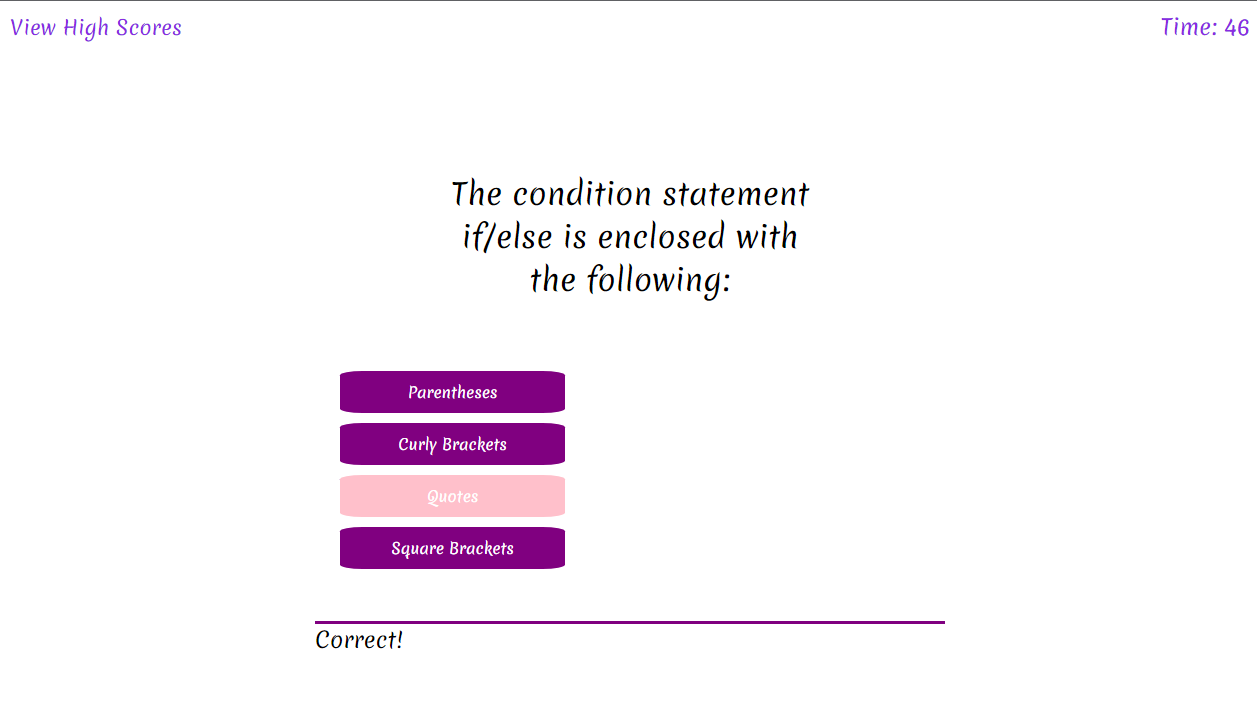 View High Scores
Time: 46
The condition statement
if/else is enclosed with
the following:
Parentheses
Curly Brackets
Quotes
Square Brackets
Correct!